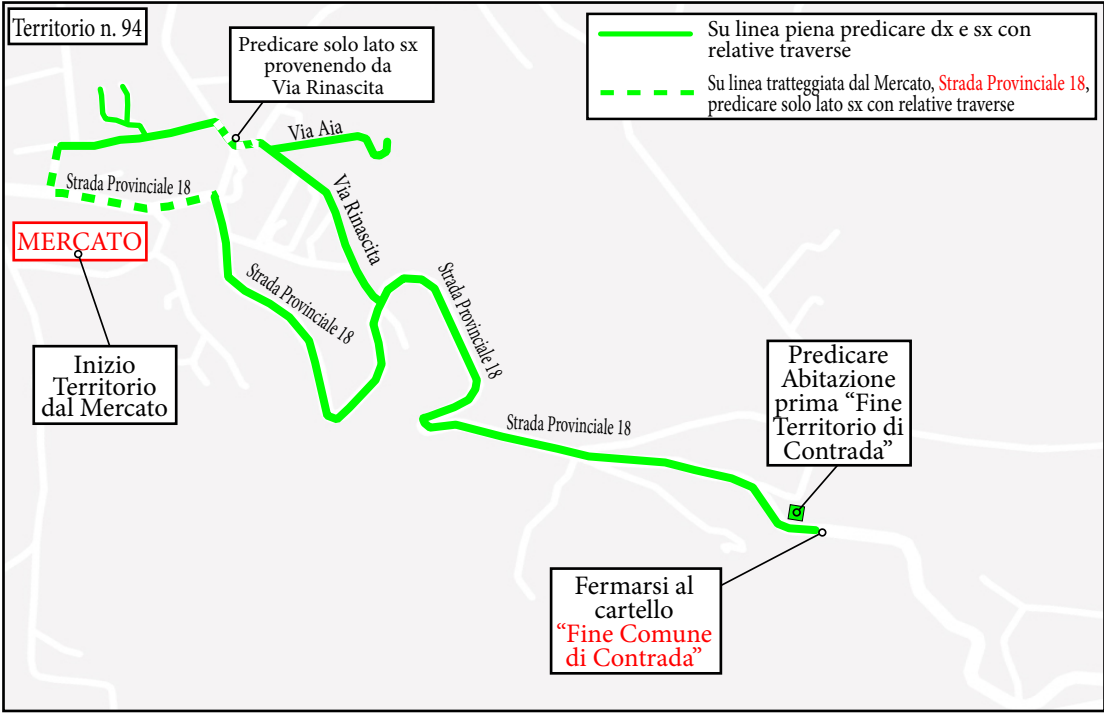 Territorio n. 94
Predicare solo lato sx
provenendo da
Via Rinascita
Su linea piena predicare dx e sx con
relative traverse
Su linea tratteggiata dal Mercato, Strada Provinciale 18,
predicare solo lato sx con relative traverse
Via Aia
Strada Provinciale 18
Via Rinascita
MERCATO
Strada Provinciale 18
Strada Provinciale 18
Inizio
Territorio
dal Mercato
Predicare
Abitazione
prima “Fine
Territorio di
Contrada”
Strada Provinciale 18
Fermarsi al
cartello
“Fine Comune
di Contrada”